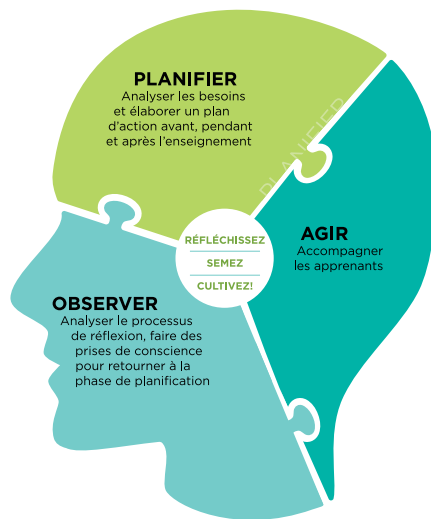 PLANIFIER
Analyser les besoins
et élaborer un plan
d'action avant, pendant
et après l'enseignement
PLANIFIER
RÉFLÉCHISSEZ
SEMEZ
CULTIVEZ!
AGIR
Accompagner
les apprenants
OBSERVER
Analyser le processus
de réflexion, faire des
prises de conscience
pour retourner à la
phase de planification